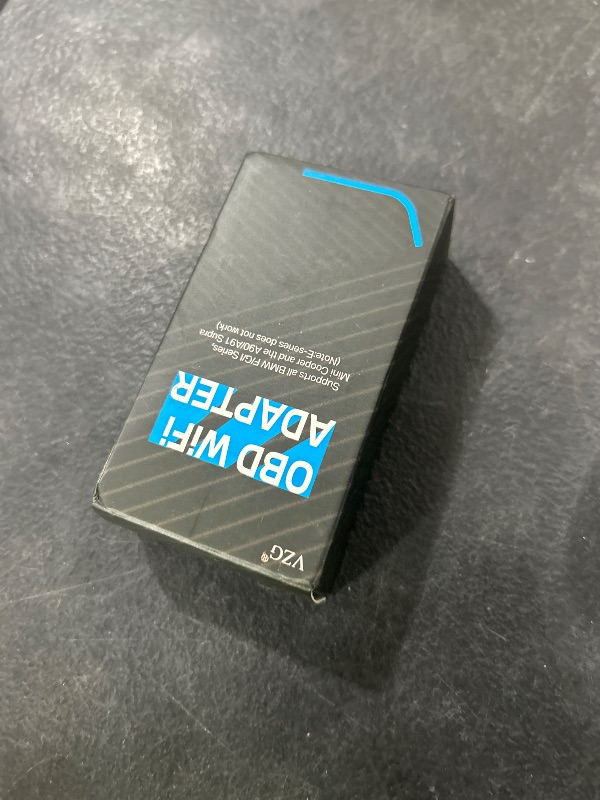 VZG®
OBD WiFi
ADAPTER
Supports all BMW F/G/I Series,
Mini Cooper and the A90/A91 Supra
(Note:E-series does not work)